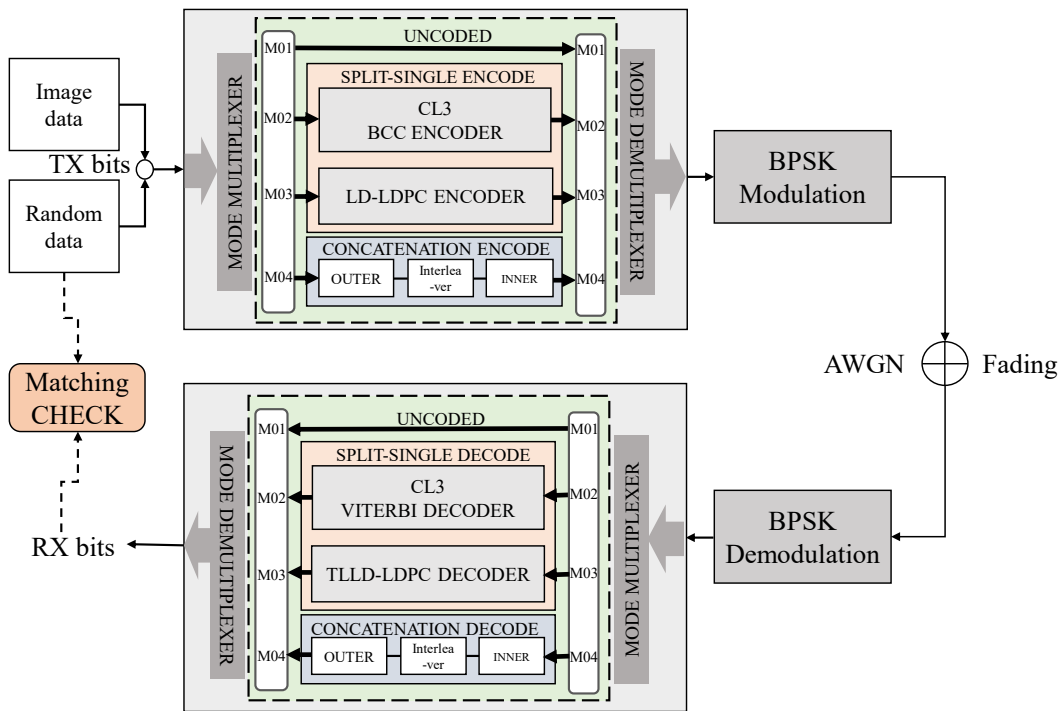 Image
data
TX bits
Random
data
MODE MULTIPLEXER
M01
UNCODED
M01
SPLIT-SINGLE ENCODE
M02
CL3
BCC ENCODER
M02
M03
LD-LDPC ENCODER
M03
CONCATENATION ENCODE
M04
OUTER
Interlea
-ver
INNER
M04
MODE DEMULTIPLEXER
BPSK
Modulation
AWGN
Fading
Matching
CHECK
RX bits
MODE DEMULTIPLEXER
M01
UNCODED
M01
SPLIT-SINGLE DECODE
M02
CL3
VITERBI DECODER
M02
M03
TLLD-LDPC DECODER
M03
CONCATENATION DECODE
M04
OUTER
Interlea
-ver
INNER
M04
MODE MULTIPLEXER
BPSK
Demodulation